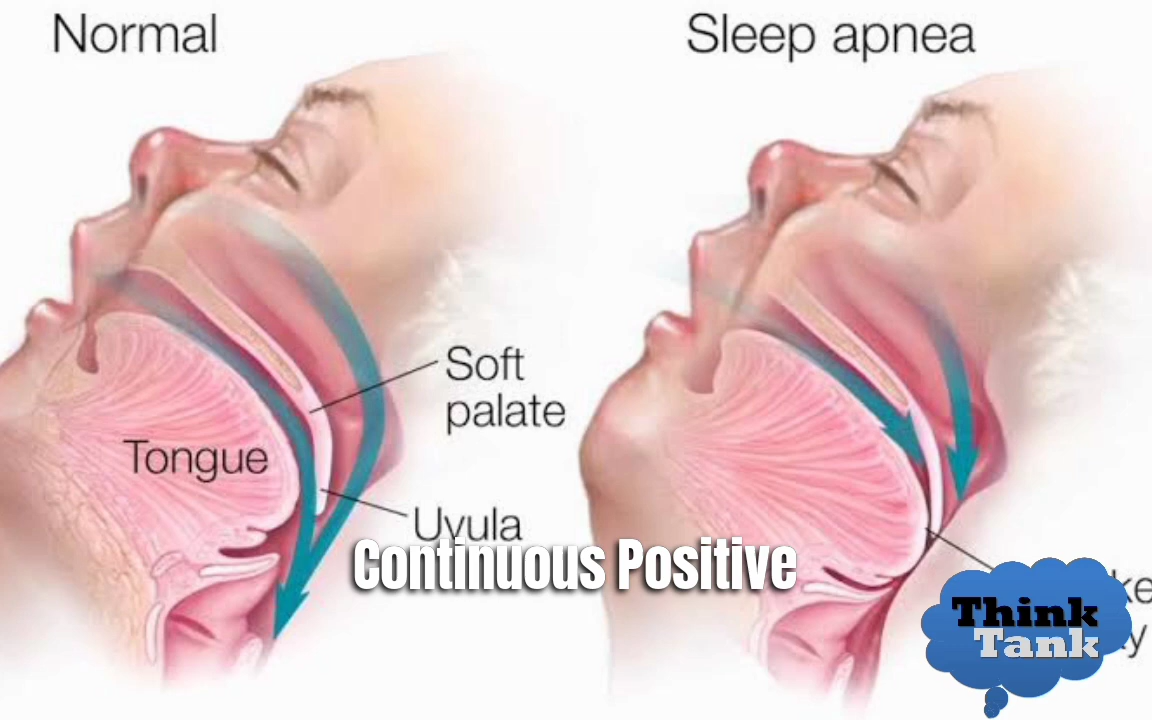 Normal
Sleep apnea
Soft
palate
Tongue
Uvula
Continuous Positive
Think
Tank